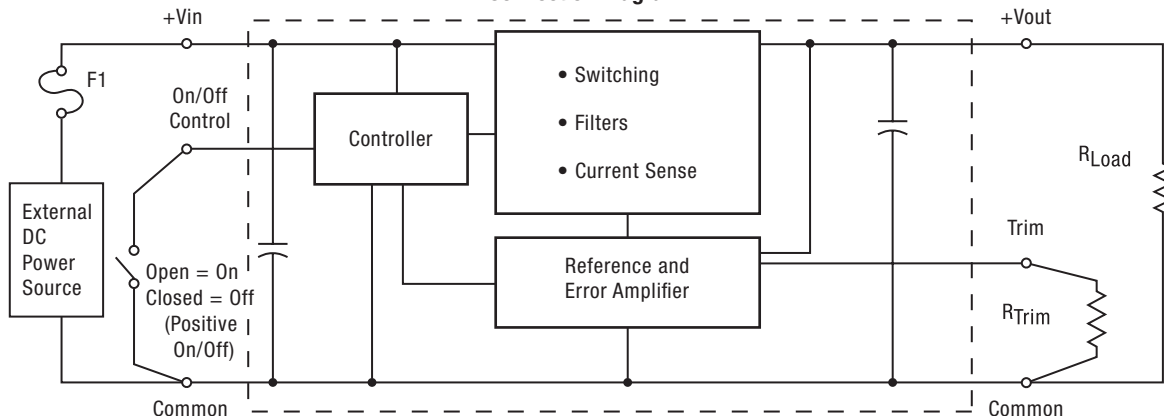 +Vin
+Vout
F1
On/Off
Control
Controller
• Switching
• Filters
• Current Sense
RLoad
External
DC
Power
Source
Open = On
Closed = Off
(Positive
On/Off)
Reference and
Error Amplifier
Trim
RTrim
Common
Common